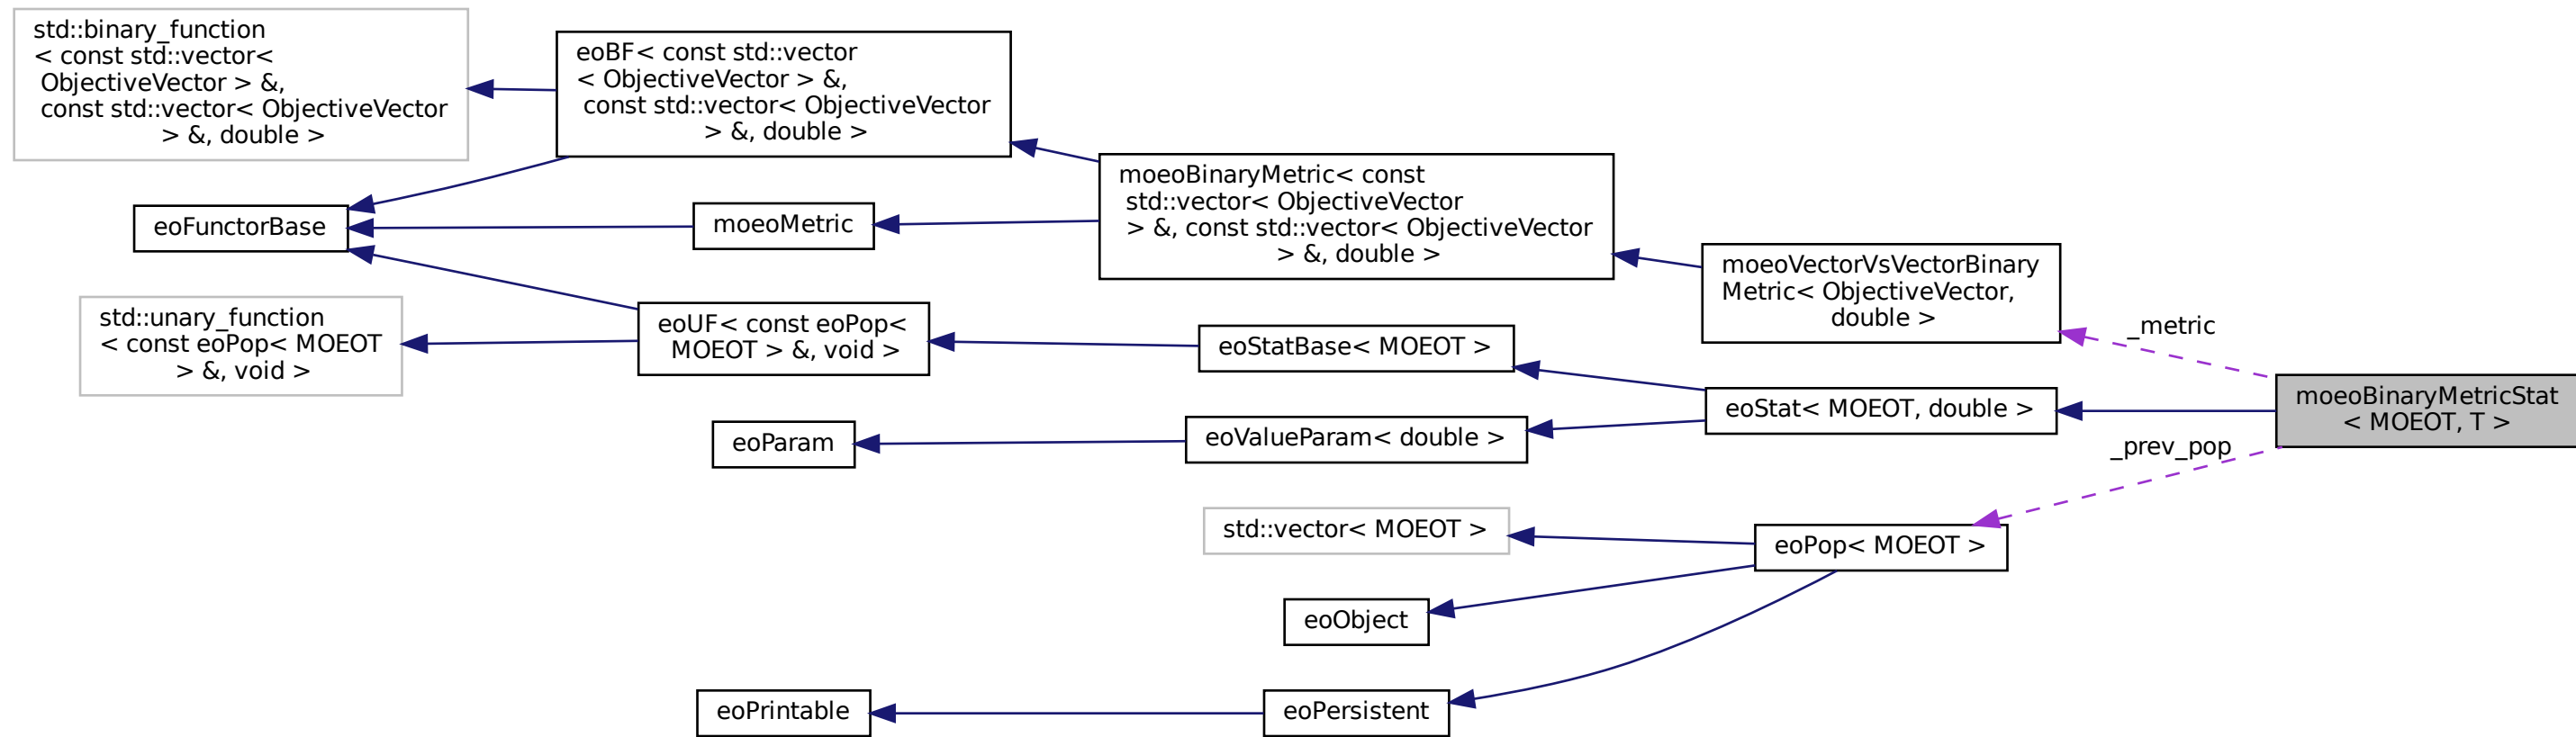 std::binary_function
< const std::vector<
ObjectiveVector > &,
const std::vector< ObjectiveVector
> &, double >
eoBF< const std::vector
< ObjectiveVector > &,
const std::vector< ObjectiveVector
> &, double >
eoFunctorBase
moeoMetric
moeoBinaryMetric< const
std::vector< ObjectiveVector
> &, const std::vector< ObjectiveVector
> &, double >
moeoVectorVsVectorBinary
Metric< ObjectiveVector,
double >
_metric
std::unary_function
< const eoPop< MOEOT
> &, void >
eoUF< const eoPop<
MOEOT > &, void >
eoStatBase< MOEOT >
eoStat< MOEOT, double >
moeoBinaryMetricStat
< MOEOT, T >
eoParam
eoValueParam< double >
_prev_pop
std::vector< MOEOT >
eoPop< MOEOT >
eoObject
eoPrintable
eoPersistent